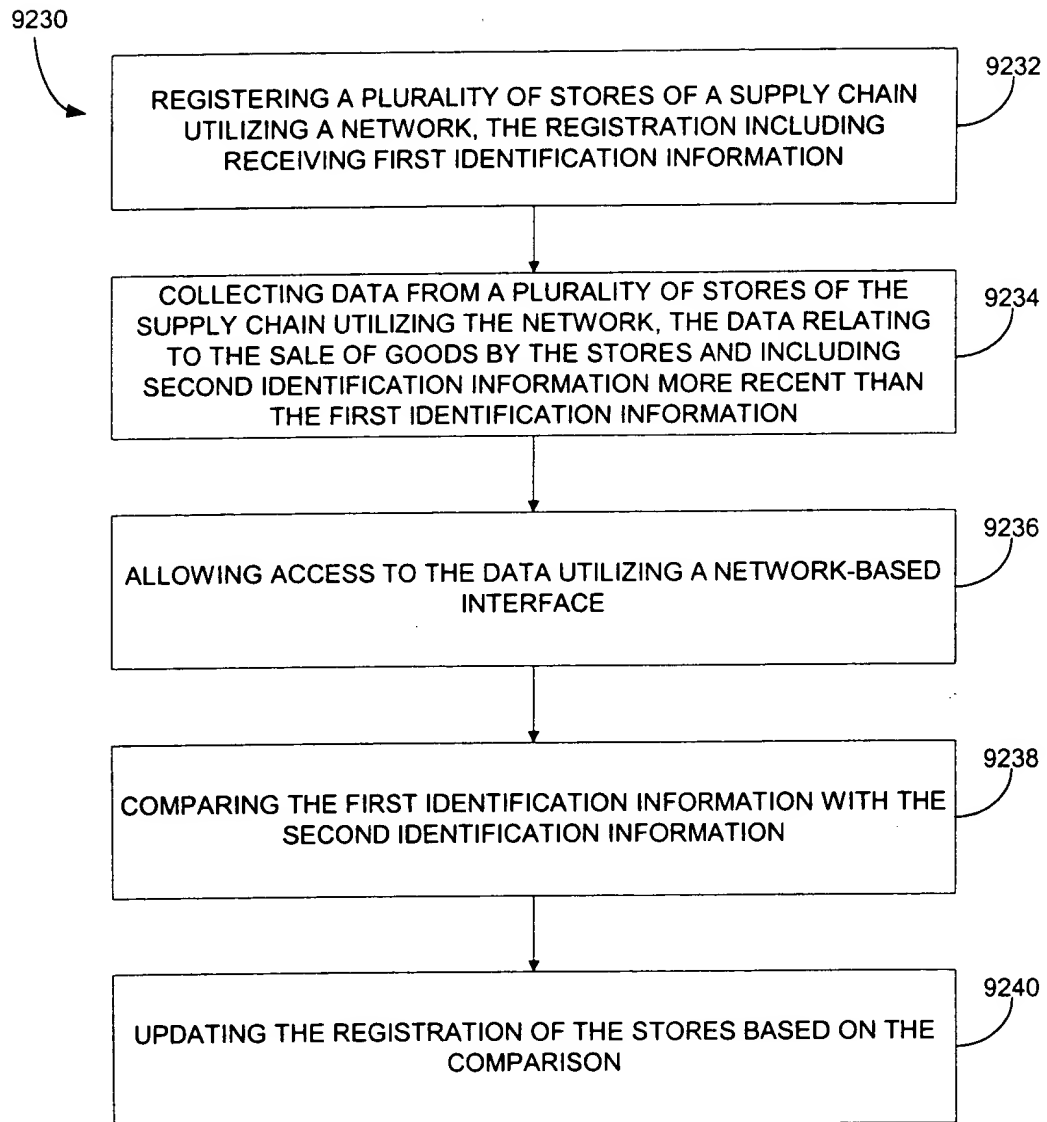 9230
9232
REGISTERING A PLURALITY OF STORES OF A SUPPLY CHAIN
UTILIZING A NETWORK, THE REGISTRATION INCLUDING
RECEIVING FIRST IDENTIFICATION INFORMATION
9234
COLLECTING DATA FROM A PLURALITY OF STORES OF THE
SUPPLY CHAIN UTILIZING THE NETWORK, THE DATA RELATING
TO THE SALE OF GOODS BY THE STORES AND INCLUDING
SECOND IDENTIFICATION INFORMATION MORE RECENT THAN
THE FIRST IDENTIFICATION INFORMATION
9236
ALLOWING ACCESS TO THE DATA UTILIZING A NETWORK-BASED
INTERFACE
9238
COMPARING THE FIRST IDENTIFICATION INFORMATION WITH THE
SECOND IDENTIFICATION INFORMATION
9240
UPDATING THE REGISTRATION OF THE STORES BASED ON THE
COMPARISON